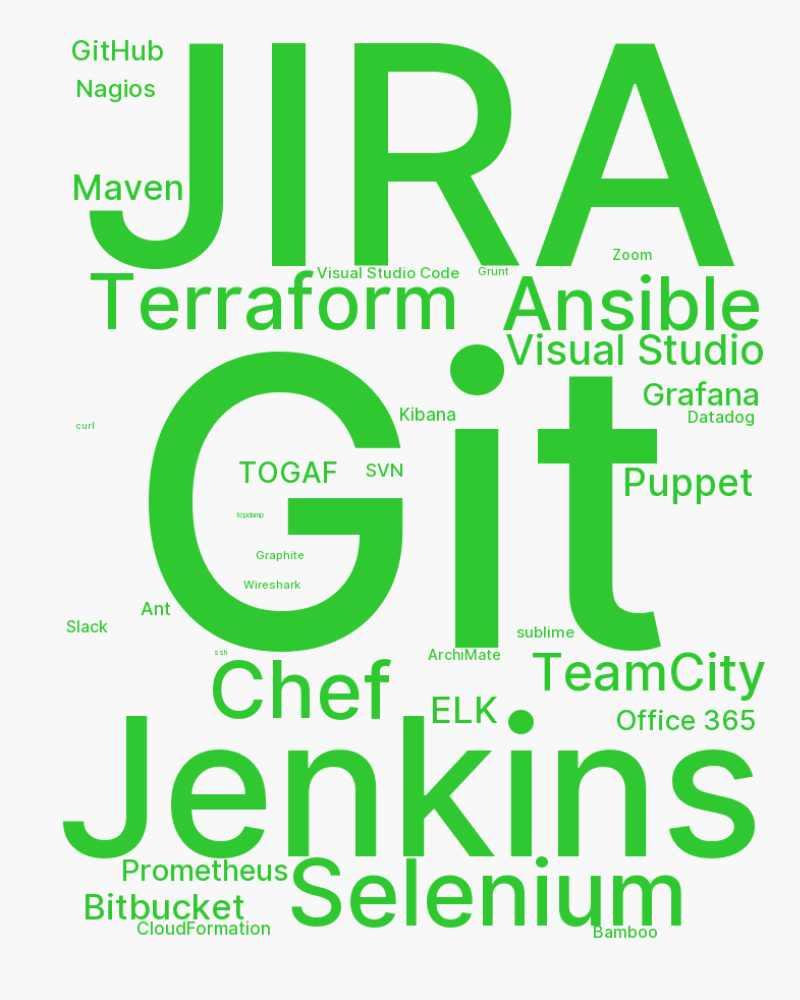 GitHub
JIRA
Nagios
Maven
Zoom
Visual Studio Code
Grunt
Terraform
Ansible
Visual Studio
Git
Grafana
Kibana
Datadog
curl
TOGAF
SVN
Puppet
tcpdump
Graphite
Wireshark
Ant
Slack
sublime
ssh
ArchiMate
TeamCity
Chef
ELK
Office 365
Jenkins
Prometheus
Selenium
Bitbucket
CloudFormation
Bamboo